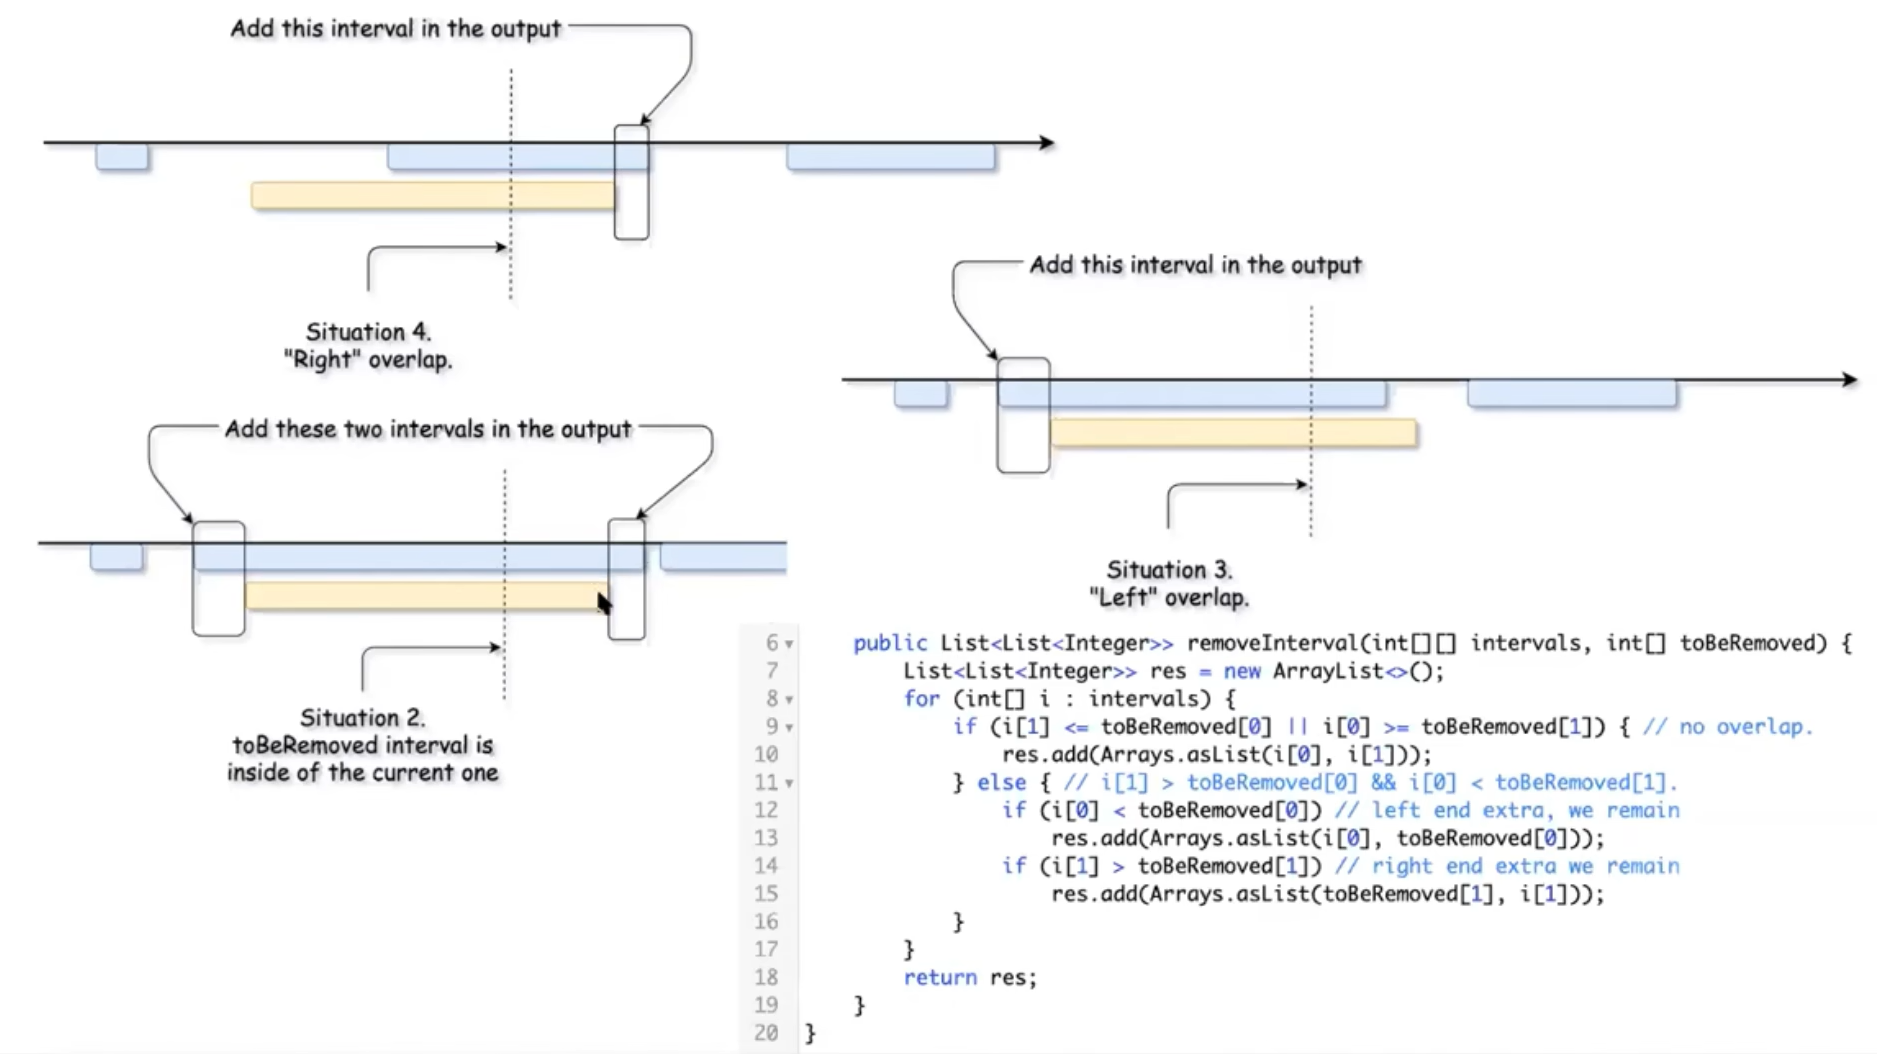 Add this interval in the output
Situation 4.
"Right" overlap.
Add this interval in the output
Situation 3.
"Left" overlap.
Add these two intervals in the output
Situation 2.
toBeRemoved interval is
inside of the current one
6 public List<List<Integer>> removeInterval(int[][] intervals, int[] toBeRemoved) {
7 List<List<Integer>> res = new ArrayList<>();
8 for (int[] i : intervals) {
9 if (i[1] <= toBeRemoved[0] || i[0] >= toBeRemoved[1]) { // no overlap.
10 res.add(Arrays.asList(i[0], i[1]));
11 } else { // i[1] > toBeRemoved[0] && i[0] < toBeRemoved[1].
12 if (i[0] < toBeRemoved[0]) // left end extra, we remain
13 res.add(Arrays.asList(i[0], toBeRemoved[0]));
14 if (i[1] > toBeRemoved[1]) // right end extra we remain
15 res.add(Arrays.asList(toBeRemoved[1], i[1]));
16 }
17 }
18 return res;
19 }
20 }